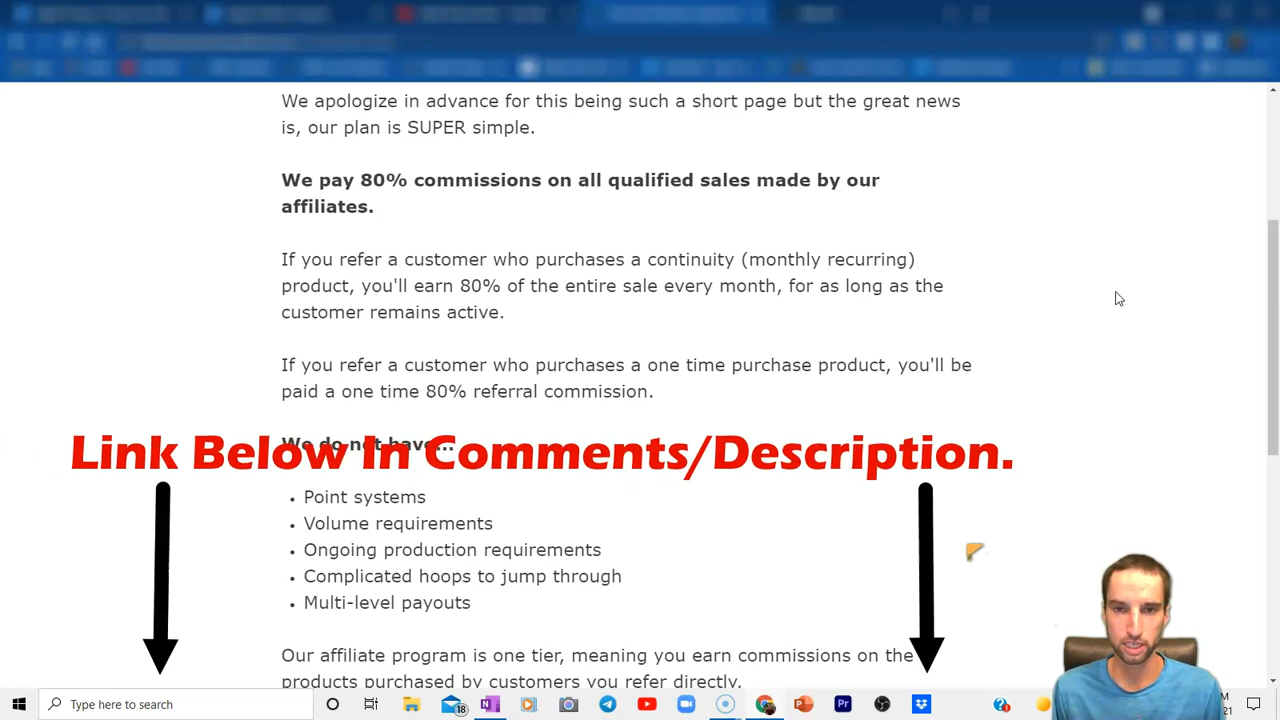 We apologize in advance for this being such a short page but the great news
is, our plan is SUPER simple.
We pay 80% commissions on all qualified sales made by our
affiliates.
If you refer a customer who purchases a continuity (monthly recurring)
product, you'll earn 80% of the entire sale every month, for as long as the
customer remains active.
If you refer a customer who purchases a one time purchase product, you'll be
paid a one time 80% referral commission.
We do not have...
Link Below In Comments/Description.
• Point systems
• Volume requirements
• Ongoing production requirements
• Complicated hoops to jump through
• Multi-level payouts
Our affiliate program is one tier, meaning you earn commissions on the
products purchased by customers you refer directly.
Type here to search
18